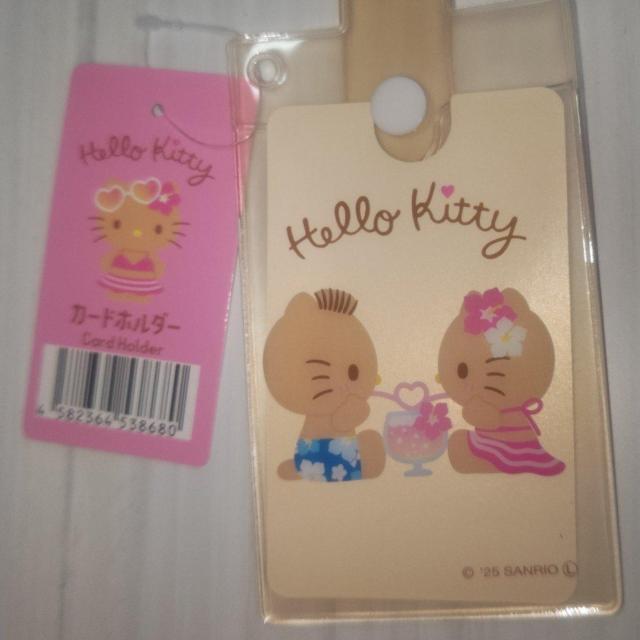 Hello Kitty
カードホルダー
Card Holder
4 582364 538680
Hello Kitty
© '25 SANRIO Ⓛ